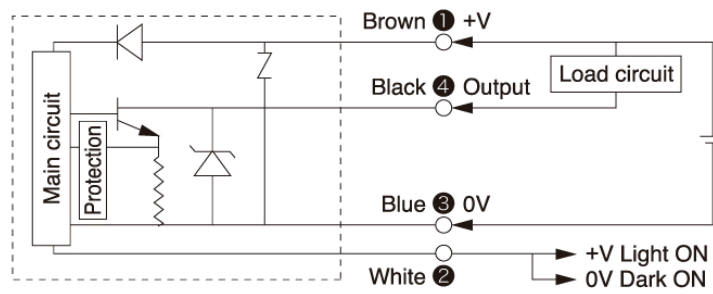 Brown ❶ +V
Load circuit
Black ❹ Output
Main circuit
Protection
Blue ❸ 0V
+V Light ON
White ❷
0V Dark ON